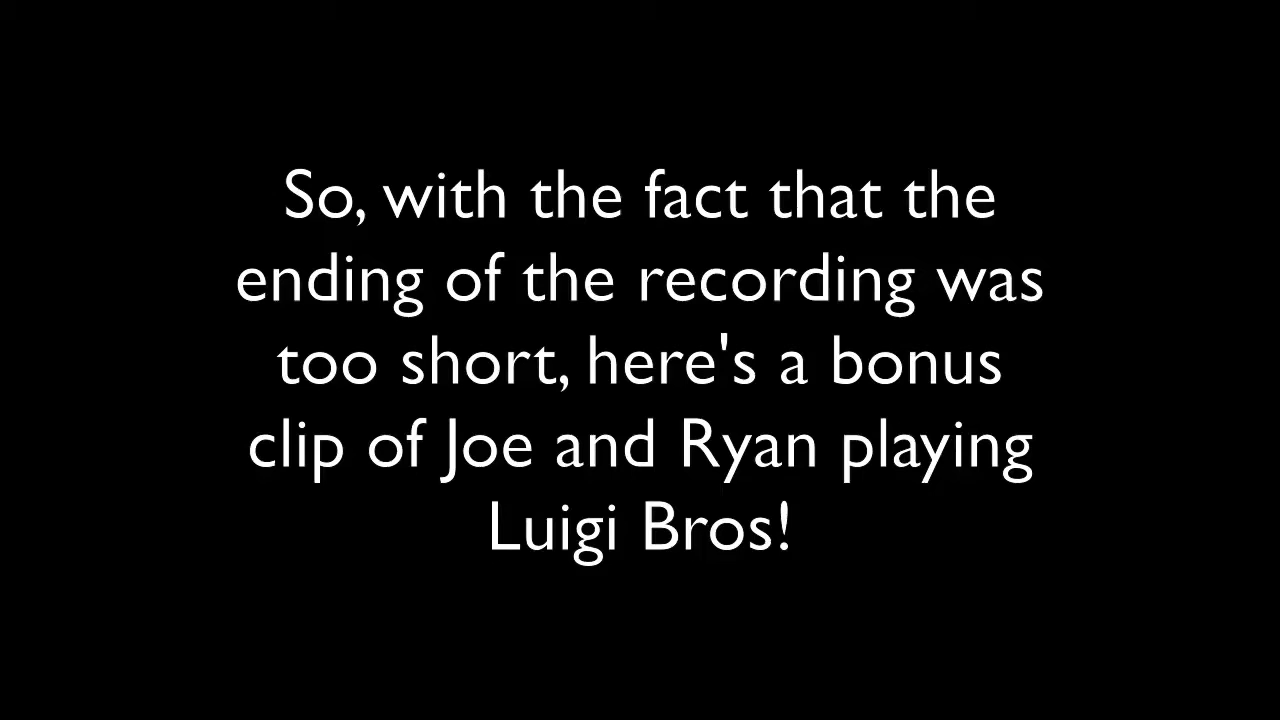 So, with the fact that the
ending of the recording was
too short, here's a bonus
clip of Joe and Ryan playing
Luigi Bros!